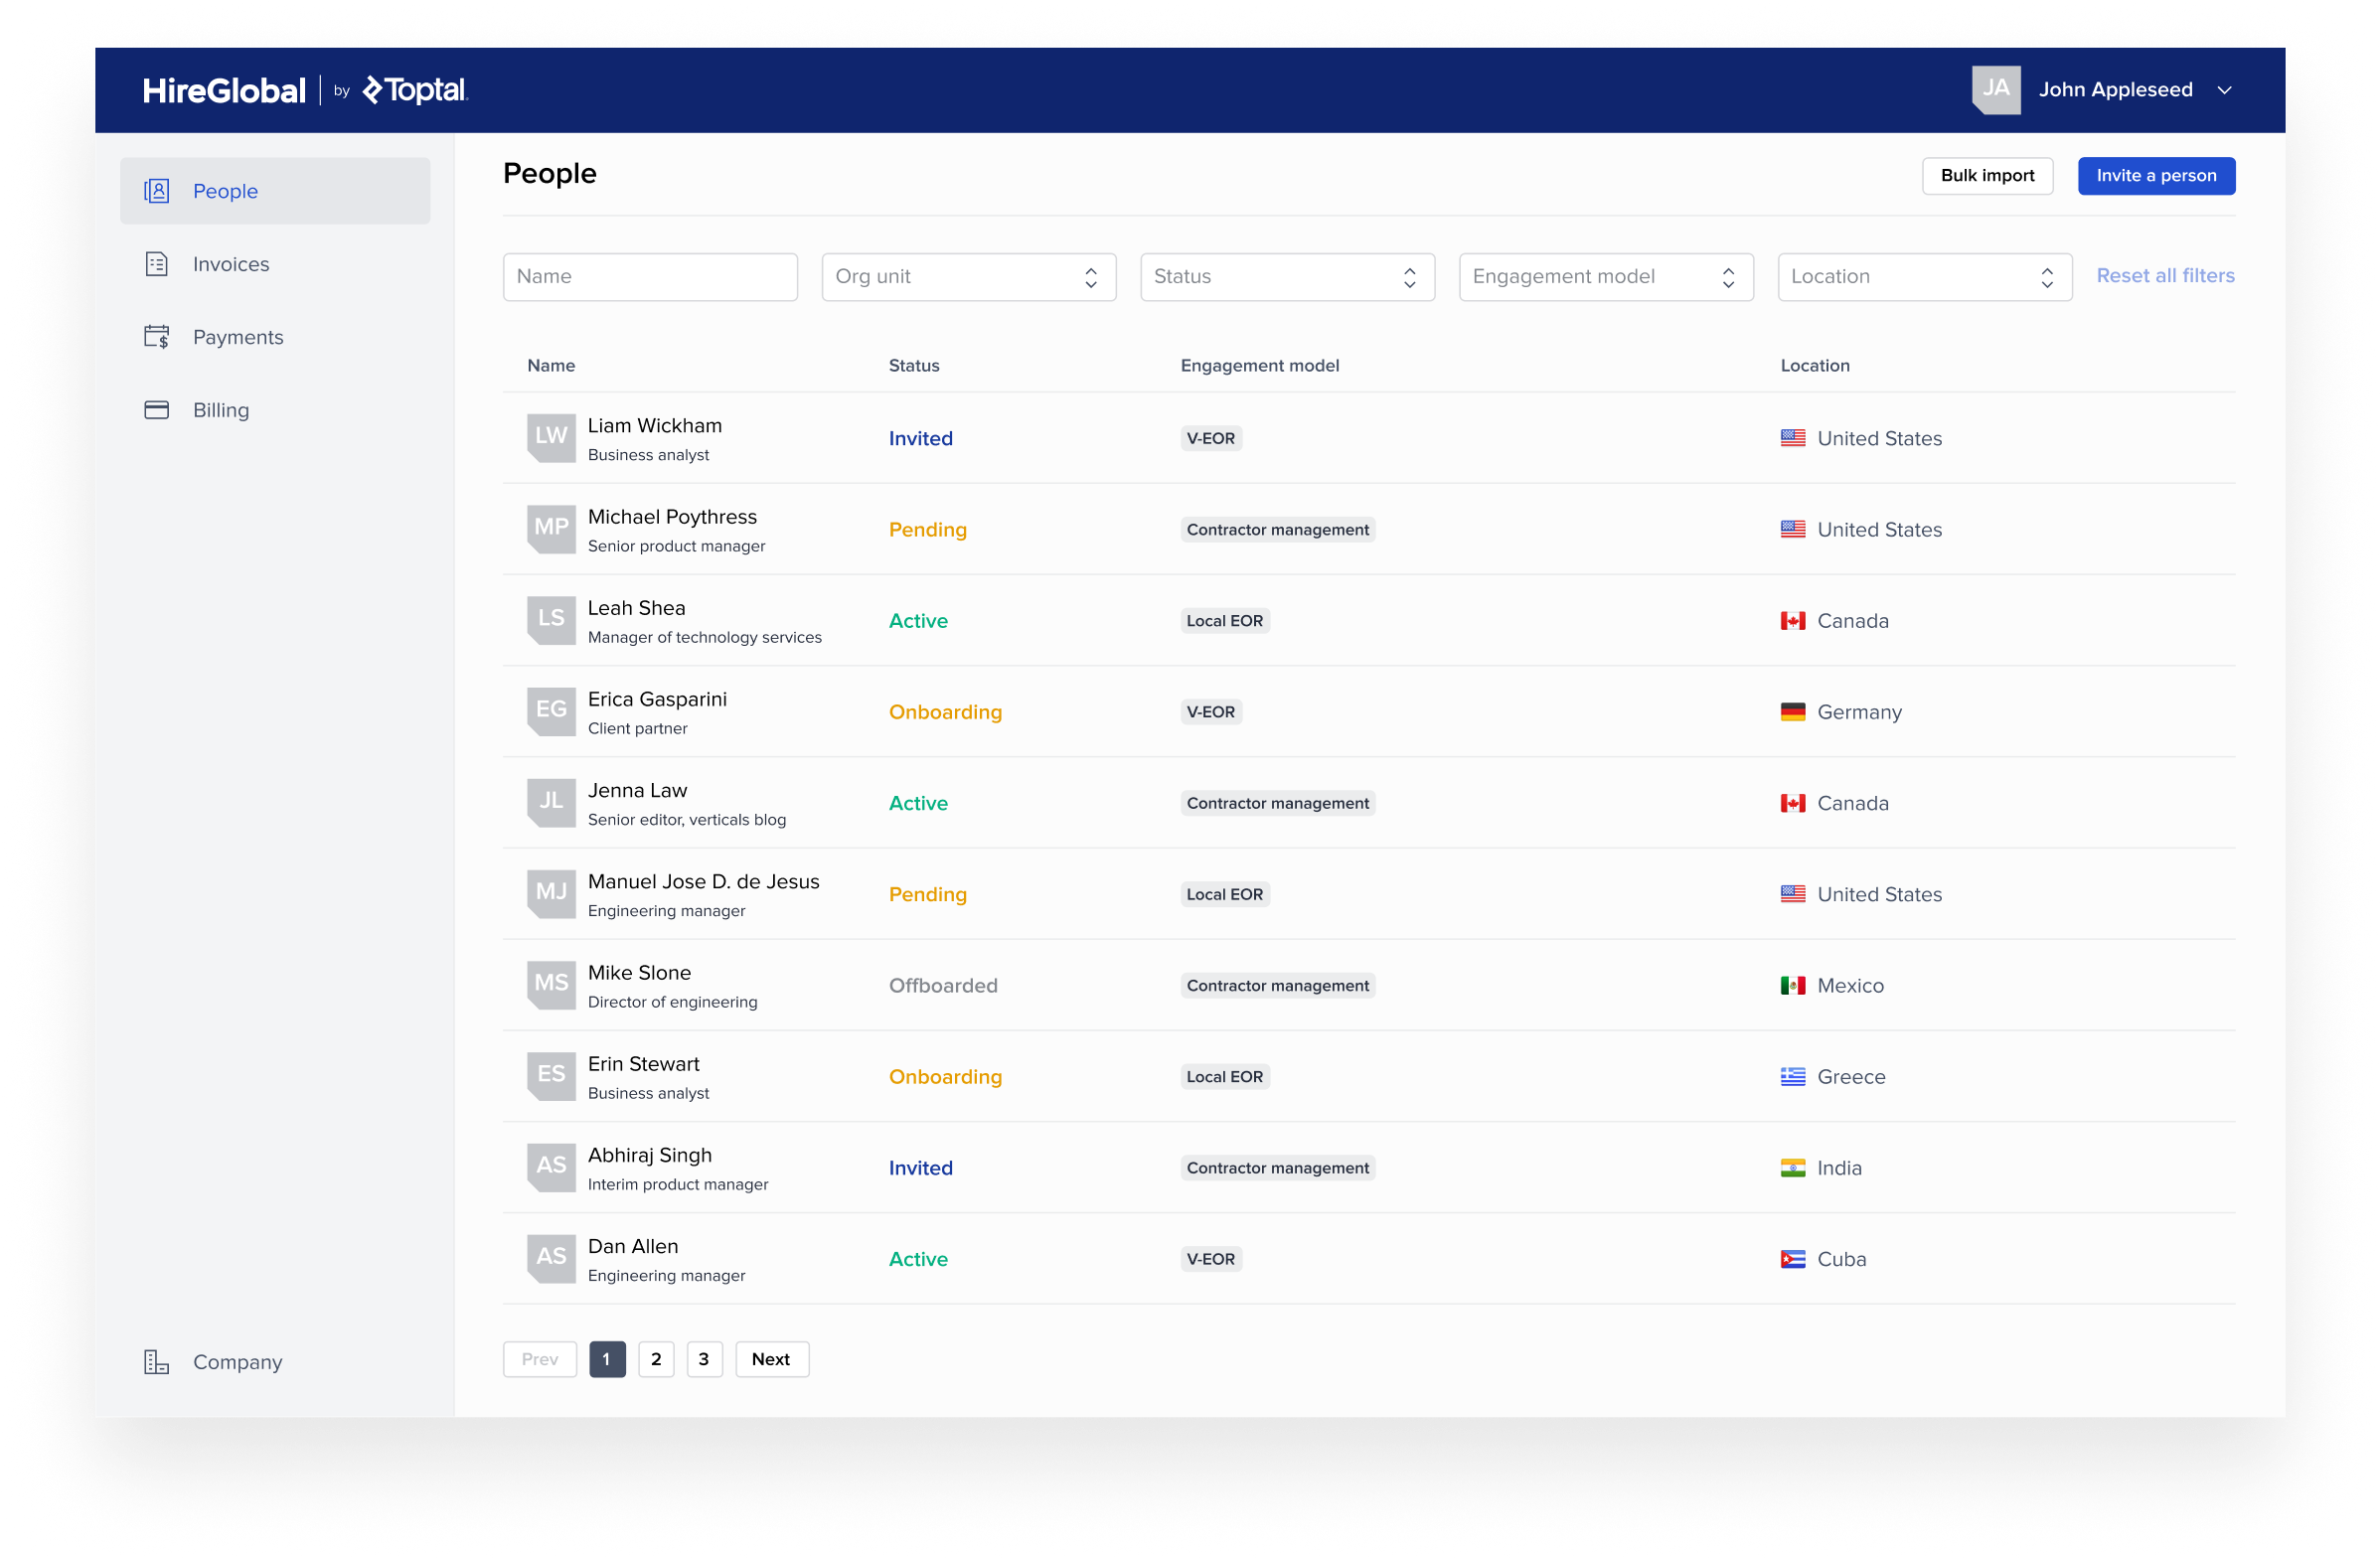 HireGlobal by Toptal
JA John Appleseed
People
Invoices
Payments
Billing
Company
People
Bulk import Invite a person
Name Org unit Status Engagement model Location Reset all filters
Name Status Engagement model Location
LW Liam Wickham
Business analyst
Invited V-EOR United States
MP Michael Poythress
Senior product manager
Pending Contractor management United States
LS Leah Shea
Manager of technology services
Active Local EOR Canada
EG Erica Gasparini
Client partner
Onboarding V-EOR Germany
JL Jenna Law
Senior editor, verticals blog
Active Contractor management Canada
MJ Manuel Jose D. de Jesus
Engineering manager
Pending Local EOR United States
MS Mike Slone
Director of engineering
Offboarded Contractor management Mexico
ES Erin Stewart
Business analyst
Onboarding Local EOR Greece
AS Abhiraj Singh
Interim product manager
Invited Contractor management India
AS Dan Allen
Engineering manager
Active V-EOR Cuba
Prev 1 2 3 Next